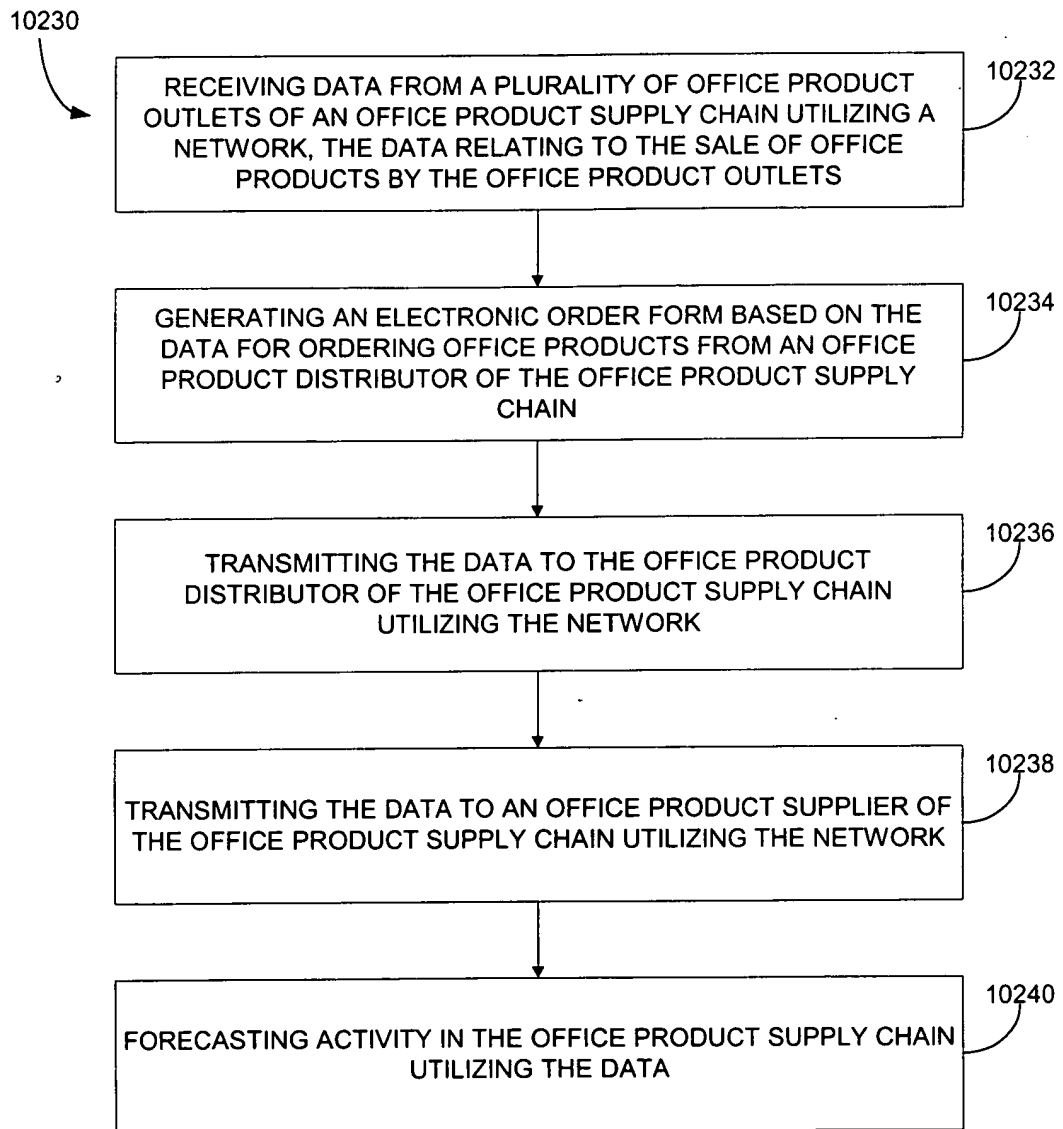 10230
10232
RECEIVING DATA FROM A PLURALITY OF OFFICE PRODUCT
OUTLETS OF AN OFFICE PRODUCT SUPPLY CHAIN UTILIZING A
NETWORK, THE DATA RELATING TO THE SALE OF OFFICE
PRODUCTS BY THE OFFICE PRODUCT OUTLETS
10234
GENERATING AN ELECTRONIC ORDER FORM BASED ON THE
DATA FOR ORDERING OFFICE PRODUCTS FROM AN OFFICE
PRODUCT DISTRIBUTOR OF THE OFFICE PRODUCT SUPPLY
CHAIN
10236
TRANSMITTING THE DATA TO THE OFFICE PRODUCT
DISTRIBUTOR OF THE OFFICE PRODUCT SUPPLY CHAIN
UTILIZING THE NETWORK
10238
TRANSMITTING THE DATA TO AN OFFICE PRODUCT SUPPLIER OF
THE OFFICE PRODUCT SUPPLY CHAIN UTILIZING THE NETWORK
10240
FORECASTING ACTIVITY IN THE OFFICE PRODUCT SUPPLY CHAIN
UTILIZING THE DATA